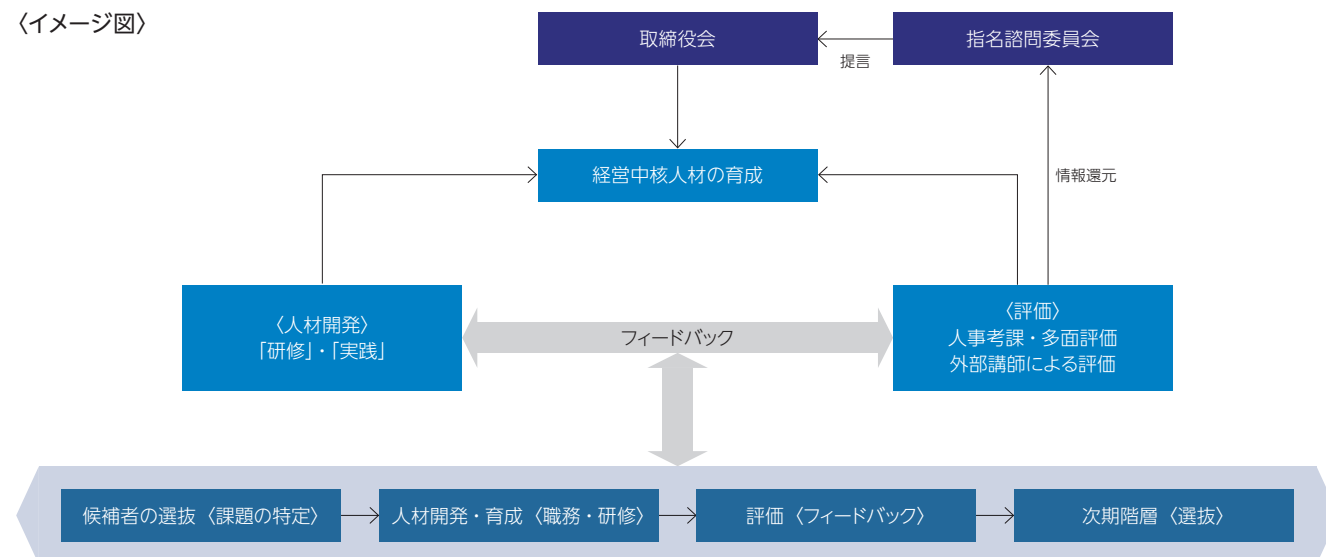 〈イメージ図〉
取締役会
指名諮問委員会
提言
経営中核人材の育成
情報還元
〈人材開発〉
「研修」・「実践」
フィードバック
〈評価〉
人事考課・多面評価
外部講師による評価
候補者の選抜〈課題の特定〉
人材開発・育成〈職務・研修〉
評価〈フィードバック〉
次期階層〈選抜〉